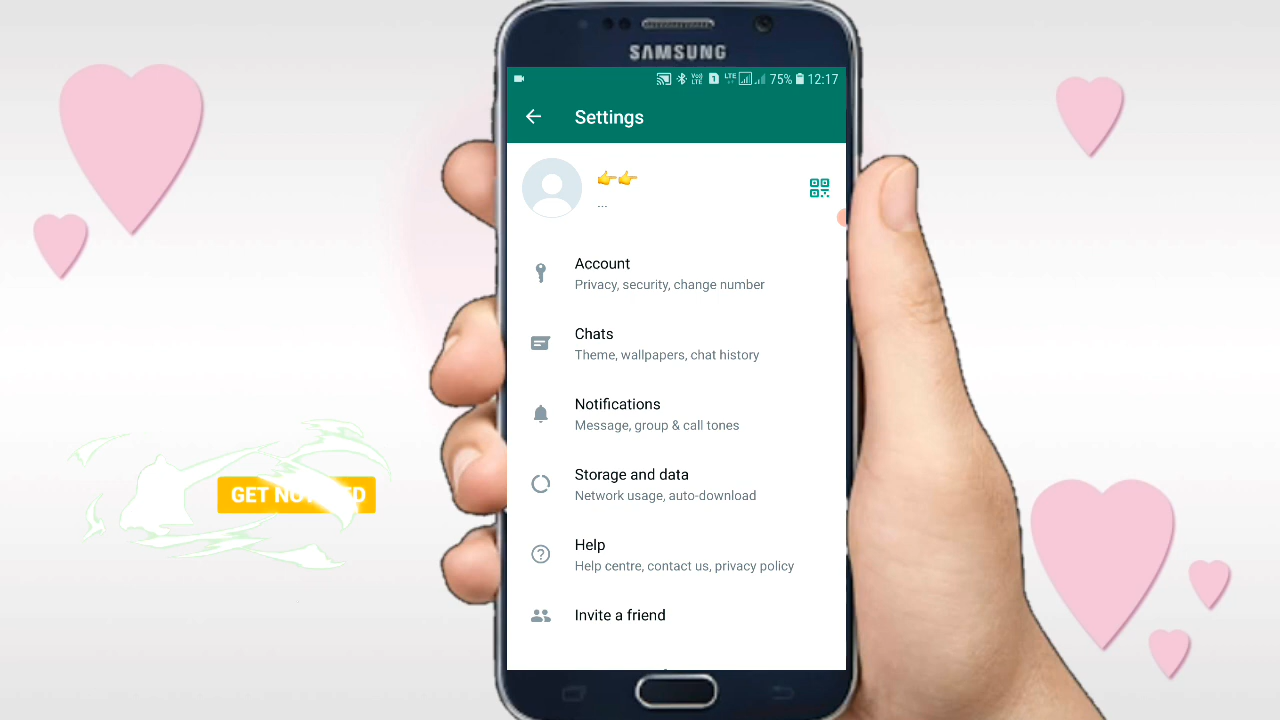 SAMSUNG
75% 12:17
Settings
👉👉
...
Account
Privacy, security, change number
Chats
Theme, wallpapers, chat history
Notifications
Message, group & call tones
Storage and data
Network usage, auto-download
Help
Help centre, contact us, privacy policy
Invite a friend
GET